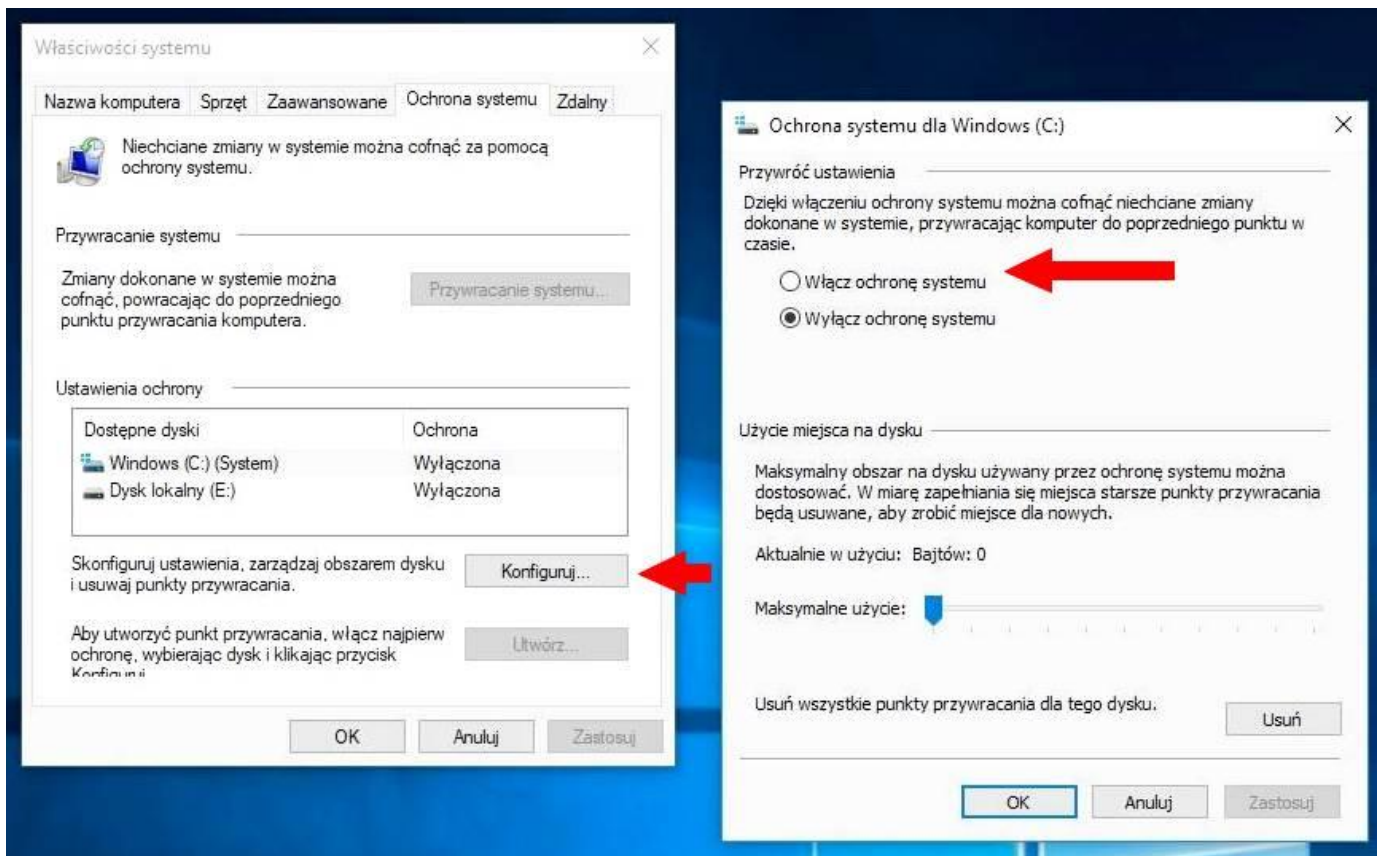 Właściwości systemu
Nazwa komputera Sprzęt Zaawansowane Ochrona systemu Zdalny
Niechciane zmiany w systemie można cofnąć za pomocą
ochrony systemu.
Przywracanie systemu
Zmiany dokonane w systemie można
cofnąć, powracając do poprzedniego
punktu przywracania komputera.
Przywracanie systemu...
Ustawienia ochrony
Dostępne dyski Ochrona
Windows (C:) (System) Wyłączona
Dysk lokalny (E:) Wyłączona
Skonfiguruj ustawienia, zarządzaj obszarem dysku
i usuwaj punkty przywracania.
Konfiguruj...
Aby utworzyć punkt przywracania, włącz najpierw
ochronę, wybierając dysk i klikając przycisk
Konfiguruj
Utwórz...
OK Anuluj Zastosuj
Ochrona systemu dla Windows (C:)
Przywróć ustawienia
Dzięki włączeniu ochrony systemu można cofnąć niechciane zmiany
dokonane w systemie, przywracając komputer do poprzedniego punktu w
czasie.
Włącz ochronę systemu
Wyłącz ochronę systemu
Użycie miejsca na dysku
Maksymalny obszar na dysku używany przez ochronę systemu można
dostosować. W miarę zapełniania się miejsca starsze punkty przywracania
będą usuwane, aby zrobić miejsce dla nowych.
Aktualnie w użyciu: Bajtów: 0
Maksymalne użycie:
Usuń wszystkie punkty przywracania dla tego dysku.
Usuń
OK Anuluj Zastosuj